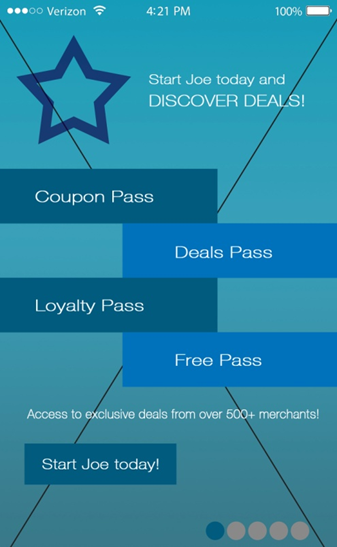 Verizon 4:21 PM 100%
Start Joe today and
DISCOVER DEALS!
Coupon Pass
Deals Pass
Loyalty Pass
Free Pass
Access to exclusive deals from over 500+ merchants!
Start Joe today!